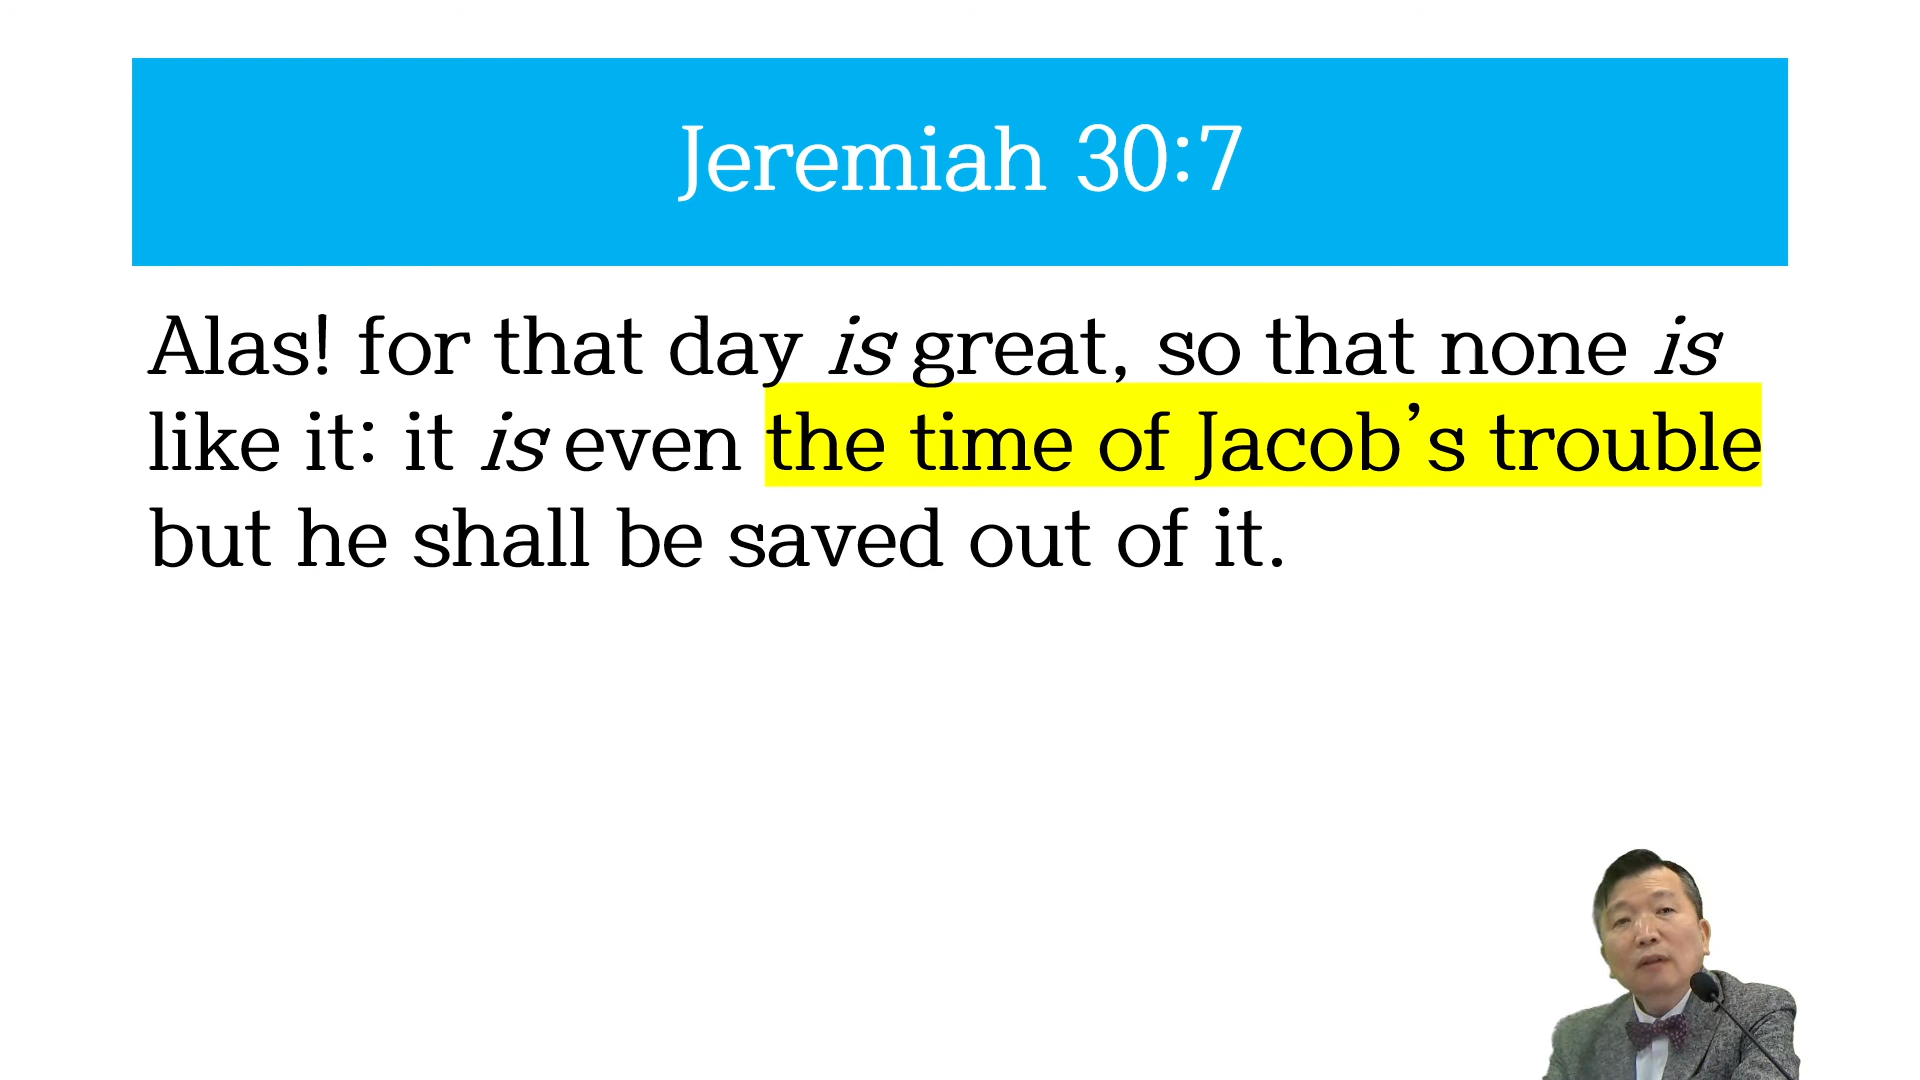 Jeremiah 30:7
Alas! for that day is great, so that none is
like it: it is even the time of Jacob’s trouble
but he shall be saved out of it.